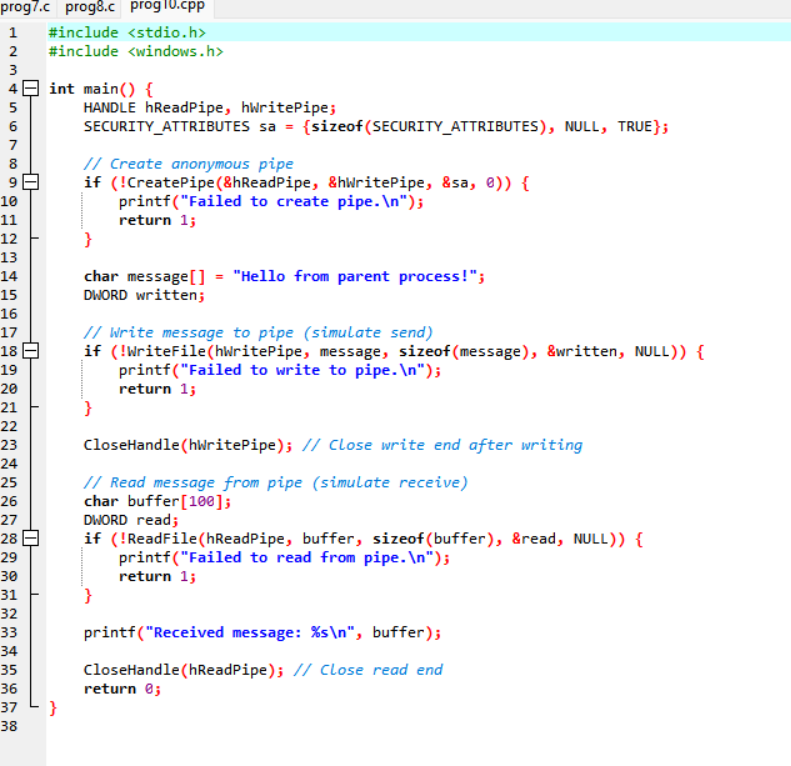 prog7.c prog8.c prog10.cpp
1 #include <stdio.h>
2 #include <windows.h>
3
4 int main() {
5 HANDLE hReadPipe, hWritePipe;
6 SECURITY_ATTRIBUTES sa = {sizeof(SECURITY_ATTRIBUTES), NULL, TRUE};
7
8 // Create anonymous pipe
9 if (!CreatePipe(&hReadPipe, &hWritePipe, &sa, 0)) {
10 printf("Failed to create pipe.\n");
11 return 1;
12 }
13
14 char message[] = "Hello from parent process!";
15 DWORD written;
16
17 // Write message to pipe (simulate send)
18 if (!WriteFile(hWritePipe, message, sizeof(message), &written, NULL)) {
19 printf("Failed to write to pipe.\n");
20 return 1;
21 }
22
23 CloseHandle(hWritePipe); // Close write end after writing
24
25 // Read message from pipe (simulate receive)
26 char buffer[100];
27 DWORD read;
28 if (!ReadFile(hReadPipe, buffer, sizeof(buffer), &read, NULL)) {
29 printf("Failed to read from pipe.\n");
30 return 1;
31 }
32
33 printf("Received message: %s\n", buffer);
34
35 CloseHandle(hReadPipe); // Close read end
36 return 0;
37 }
38